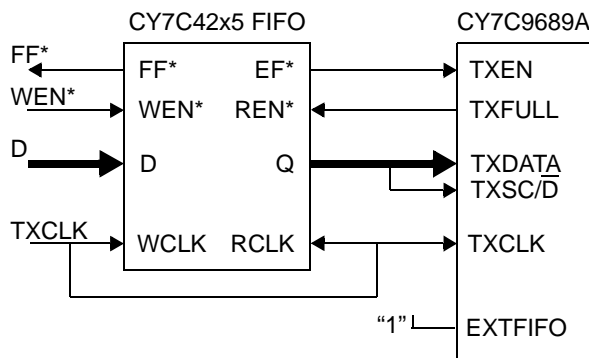 CY7C42x5 FIFO CY7C9689A
FF* FF* EF* TXEN
WEN* WEN* REN* TXFULL
D D Q TXDATA
TXSC/D̅
TXCLK WCLK RCLK TXCLK
“1” EXTFIFO